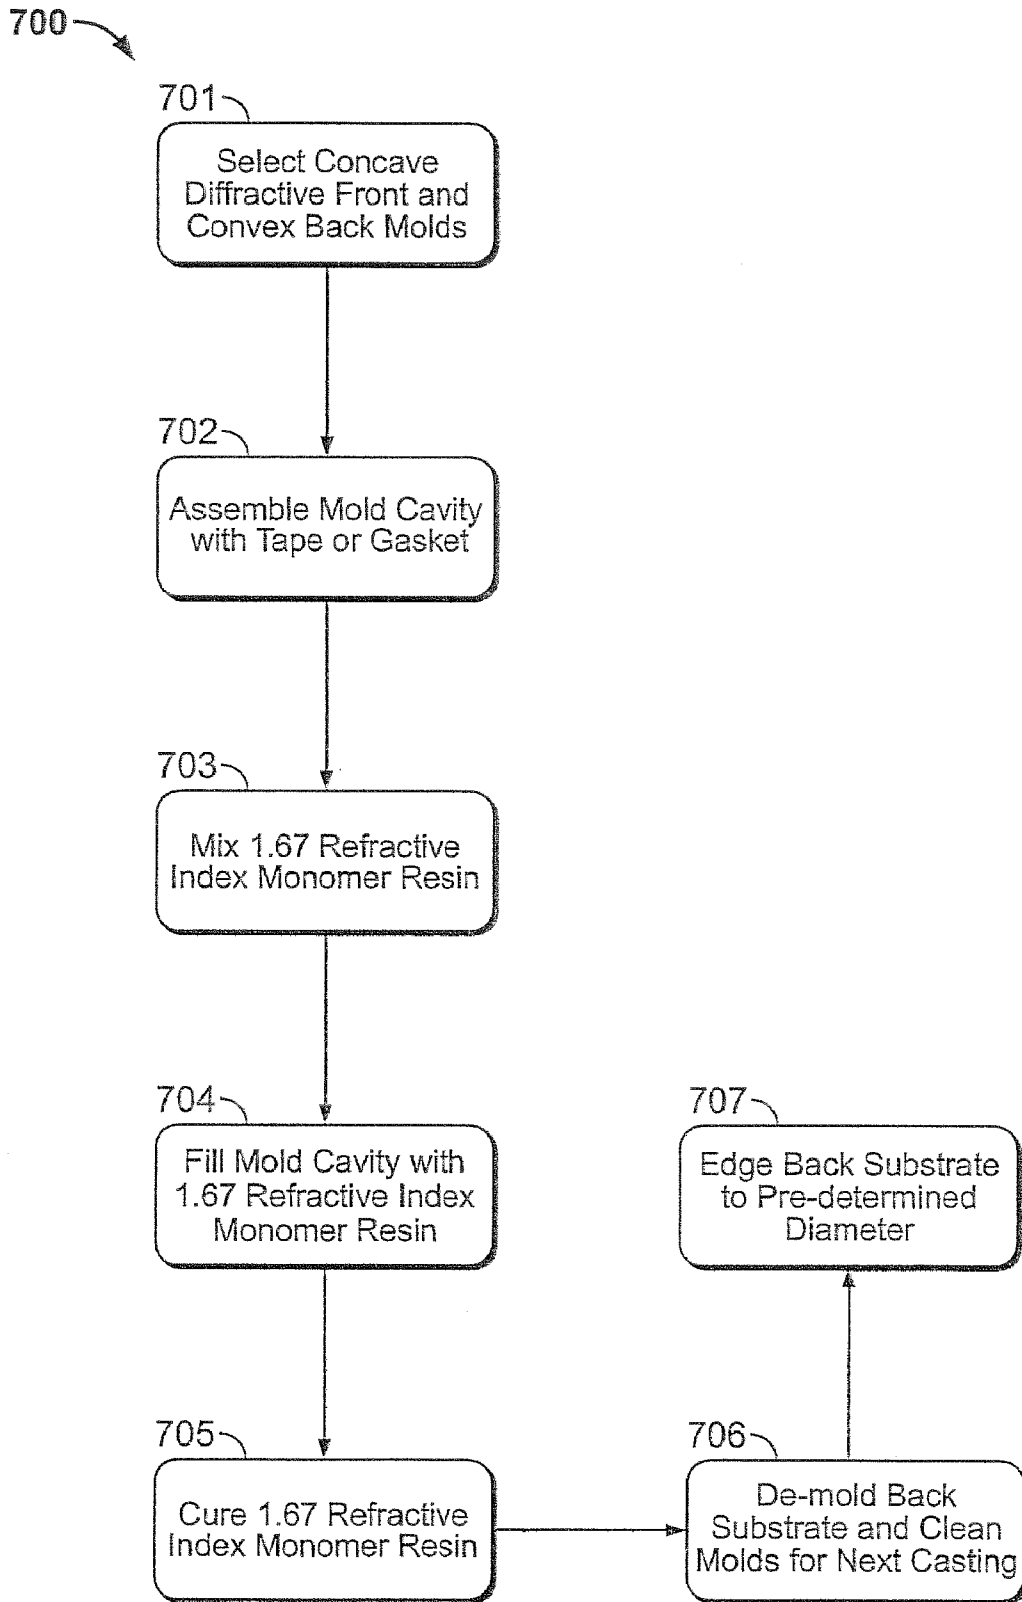 700
701
Select Concave
Diffractive Front and
Convex Back Molds
702
Assemble Mold Cavity
with Tape or Gasket
703
Mix 1.67 Refractive
Index Monomer Resin
704
Fill Mold Cavity with
1.67 Refractive Index
Monomer Resin
705
Cure 1.67 Refractive
Index Monomer Resin
706
De-mold Back
Substrate and Clean
Molds for Next Casting
707
Edge Back Substrate
to Pre-determined
Diameter